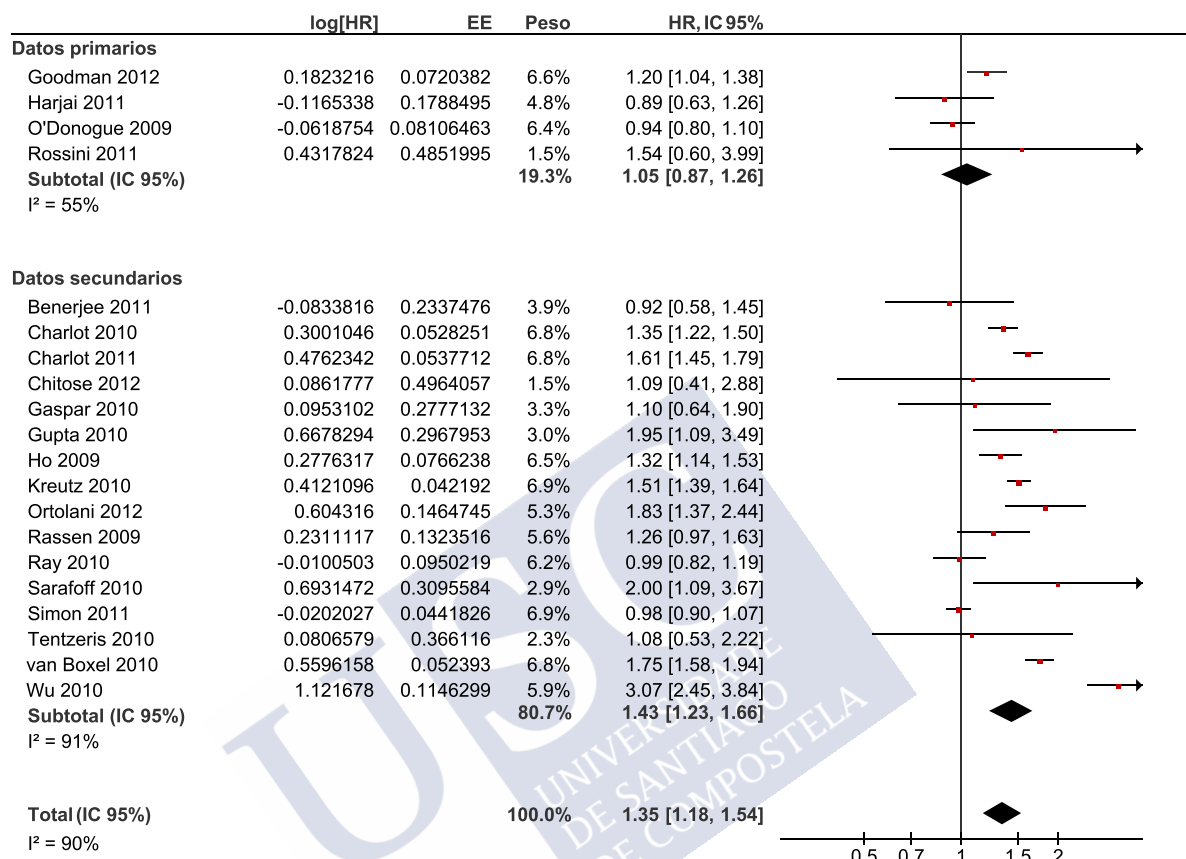 log[HR] EE Peso HR, IC 95%
Datos primarios
Goodman 2012 0.1823216 0.0720382 6.6% 1.20 [1.04, 1.38]
Harjai 2011 -0.1165338 0.1788495 4.8% 0.89 [0.63, 1.26]
O'Donogue 2009 -0.0618754 0.08106463 6.4% 0.94 [0.80, 1.10]
Rossini 2011 0.4317824 0.4851995 1.5% 1.54 [0.60, 3.99]
Subtotal (IC 95%) 19.3% 1.05 [0.87, 1.26]
I² = 55%
Datos secundarios
Benerjee 2011 -0.0833816 0.2337476 3.9% 0.92 [0.58, 1.45]
Charlot 2010 0.3001046 0.0528251 6.8% 1.35 [1.22, 1.50]
Charlot 2011 0.4762342 0.0537712 6.8% 1.61 [1.45, 1.79]
Chitose 2012 0.0861777 0.4964057 1.5% 1.09 [0.41, 2.88]
Gaspar 2010 0.0953102 0.2777132 3.3% 1.10 [0.64, 1.90]
Gupta 2010 0.6678294 0.2967953 3.0% 1.95 [1.09, 3.49]
Ho 2009 0.2776317 0.0766238 6.5% 1.32 [1.14, 1.53]
Kreutz 2010 0.4121096 0.042192 6.9% 1.51 [1.39, 1.64]
Ortolani 2012 0.604316 0.1464745 5.3% 1.83 [1.37, 2.44]
Rassen 2009 0.2311117 0.1323516 5.6% 1.26 [0.97, 1.63]
Ray 2010 -0.0100503 0.0950219 6.2% 0.99 [0.82, 1.19]
Sarafoff 2010 0.6931472 0.3095584 2.9% 2.00 [1.09, 3.67]
Simon 2011 -0.0202027 0.0441826 6.9% 0.98 [0.90, 1.07]
Tentzeris 2010 0.0806579 0.366116 2.3% 1.08 [0.53, 2.22]
van Boxel 2010 0.5596158 0.052393 6.8% 1.75 [1.58, 1.94]
Wu 2010 1.121678 0.1146299 5.9% 3.07 [2.45, 3.84]
Subtotal (IC 95%) 80.7% 1.43 [1.23, 1.66]
I² = 91%
Total (IC 95%) 100.0% 1.35 [1.18, 1.54]
I² = 90%
0.5 0.7 1 1.5 2
USC
UNIVERSIDADE
DE SANTIAGO
DE COMPOSTELA